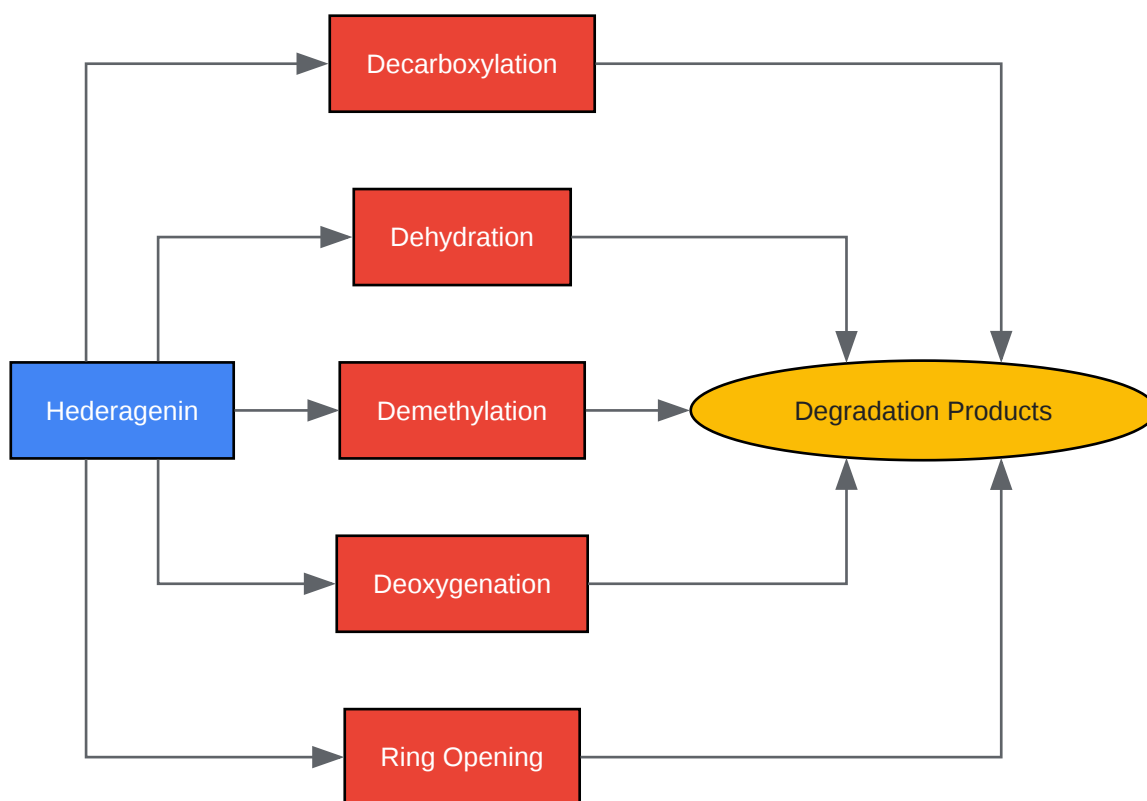 Decarboxylation
Dehydration
Hederagenin
Demethylation
Degradation Products
Deoxygenation
Ring Opening